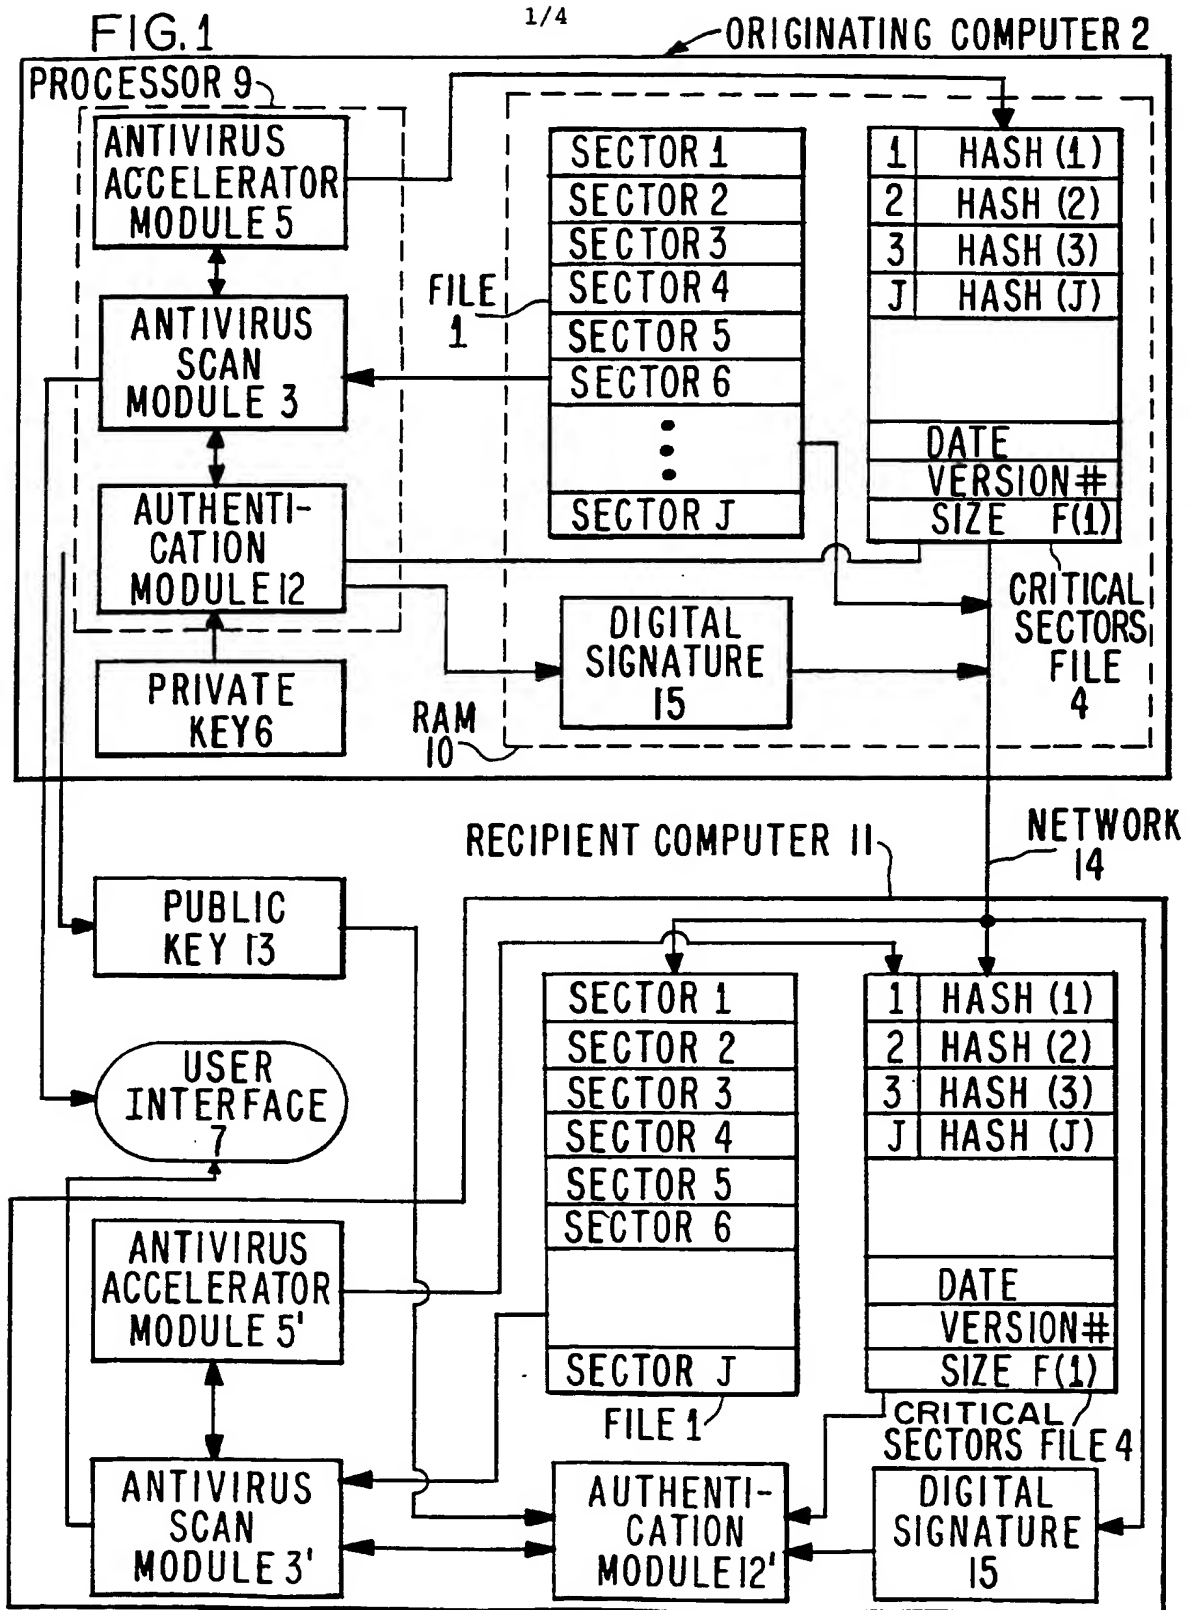 1/4
FIG. 1
ORIGINATING COMPUTER 2
PROCESSOR 9
ANTIVIRUS
ACCELERATOR
MODULE 5
ANTIVIRUS
SCAN
MODULE 3
AUTHENTI-
CATION
MODULE 12
PRIVATE
KEY 6
FILE
1
SECTOR 1
SECTOR 2
SECTOR 3
SECTOR 4
SECTOR 5
SECTOR 6
SECTOR J
1 HASH (1)
2 HASH (2)
3 HASH (3)
J HASH (J)
DATE
VERSION #
SIZE F(1)
CRITICAL
SECTORS
FILE
4
DIGITAL
SIGNATURE
15
RAM
10
NETWORK
14
RECIPIENT COMPUTER 11
PUBLIC
KEY 13
USER
INTERFACE
7
ANTIVIRUS
ACCELERATOR
MODULE 5'
ANTIVIRUS
SCAN
MODULE 3'
SECTOR 1
SECTOR 2
SECTOR 3
SECTOR 4
SECTOR 5
SECTOR 6
SECTOR J
FILE 1
1 HASH (1)
2 HASH (2)
3 HASH (3)
J HASH (J)
DATE
VERSION #
SIZE F(1)
CRITICAL
SECTORS FILE 4
AUTHENTI-
CATION
MODULE 12'
DIGITAL
SIGNATURE
15